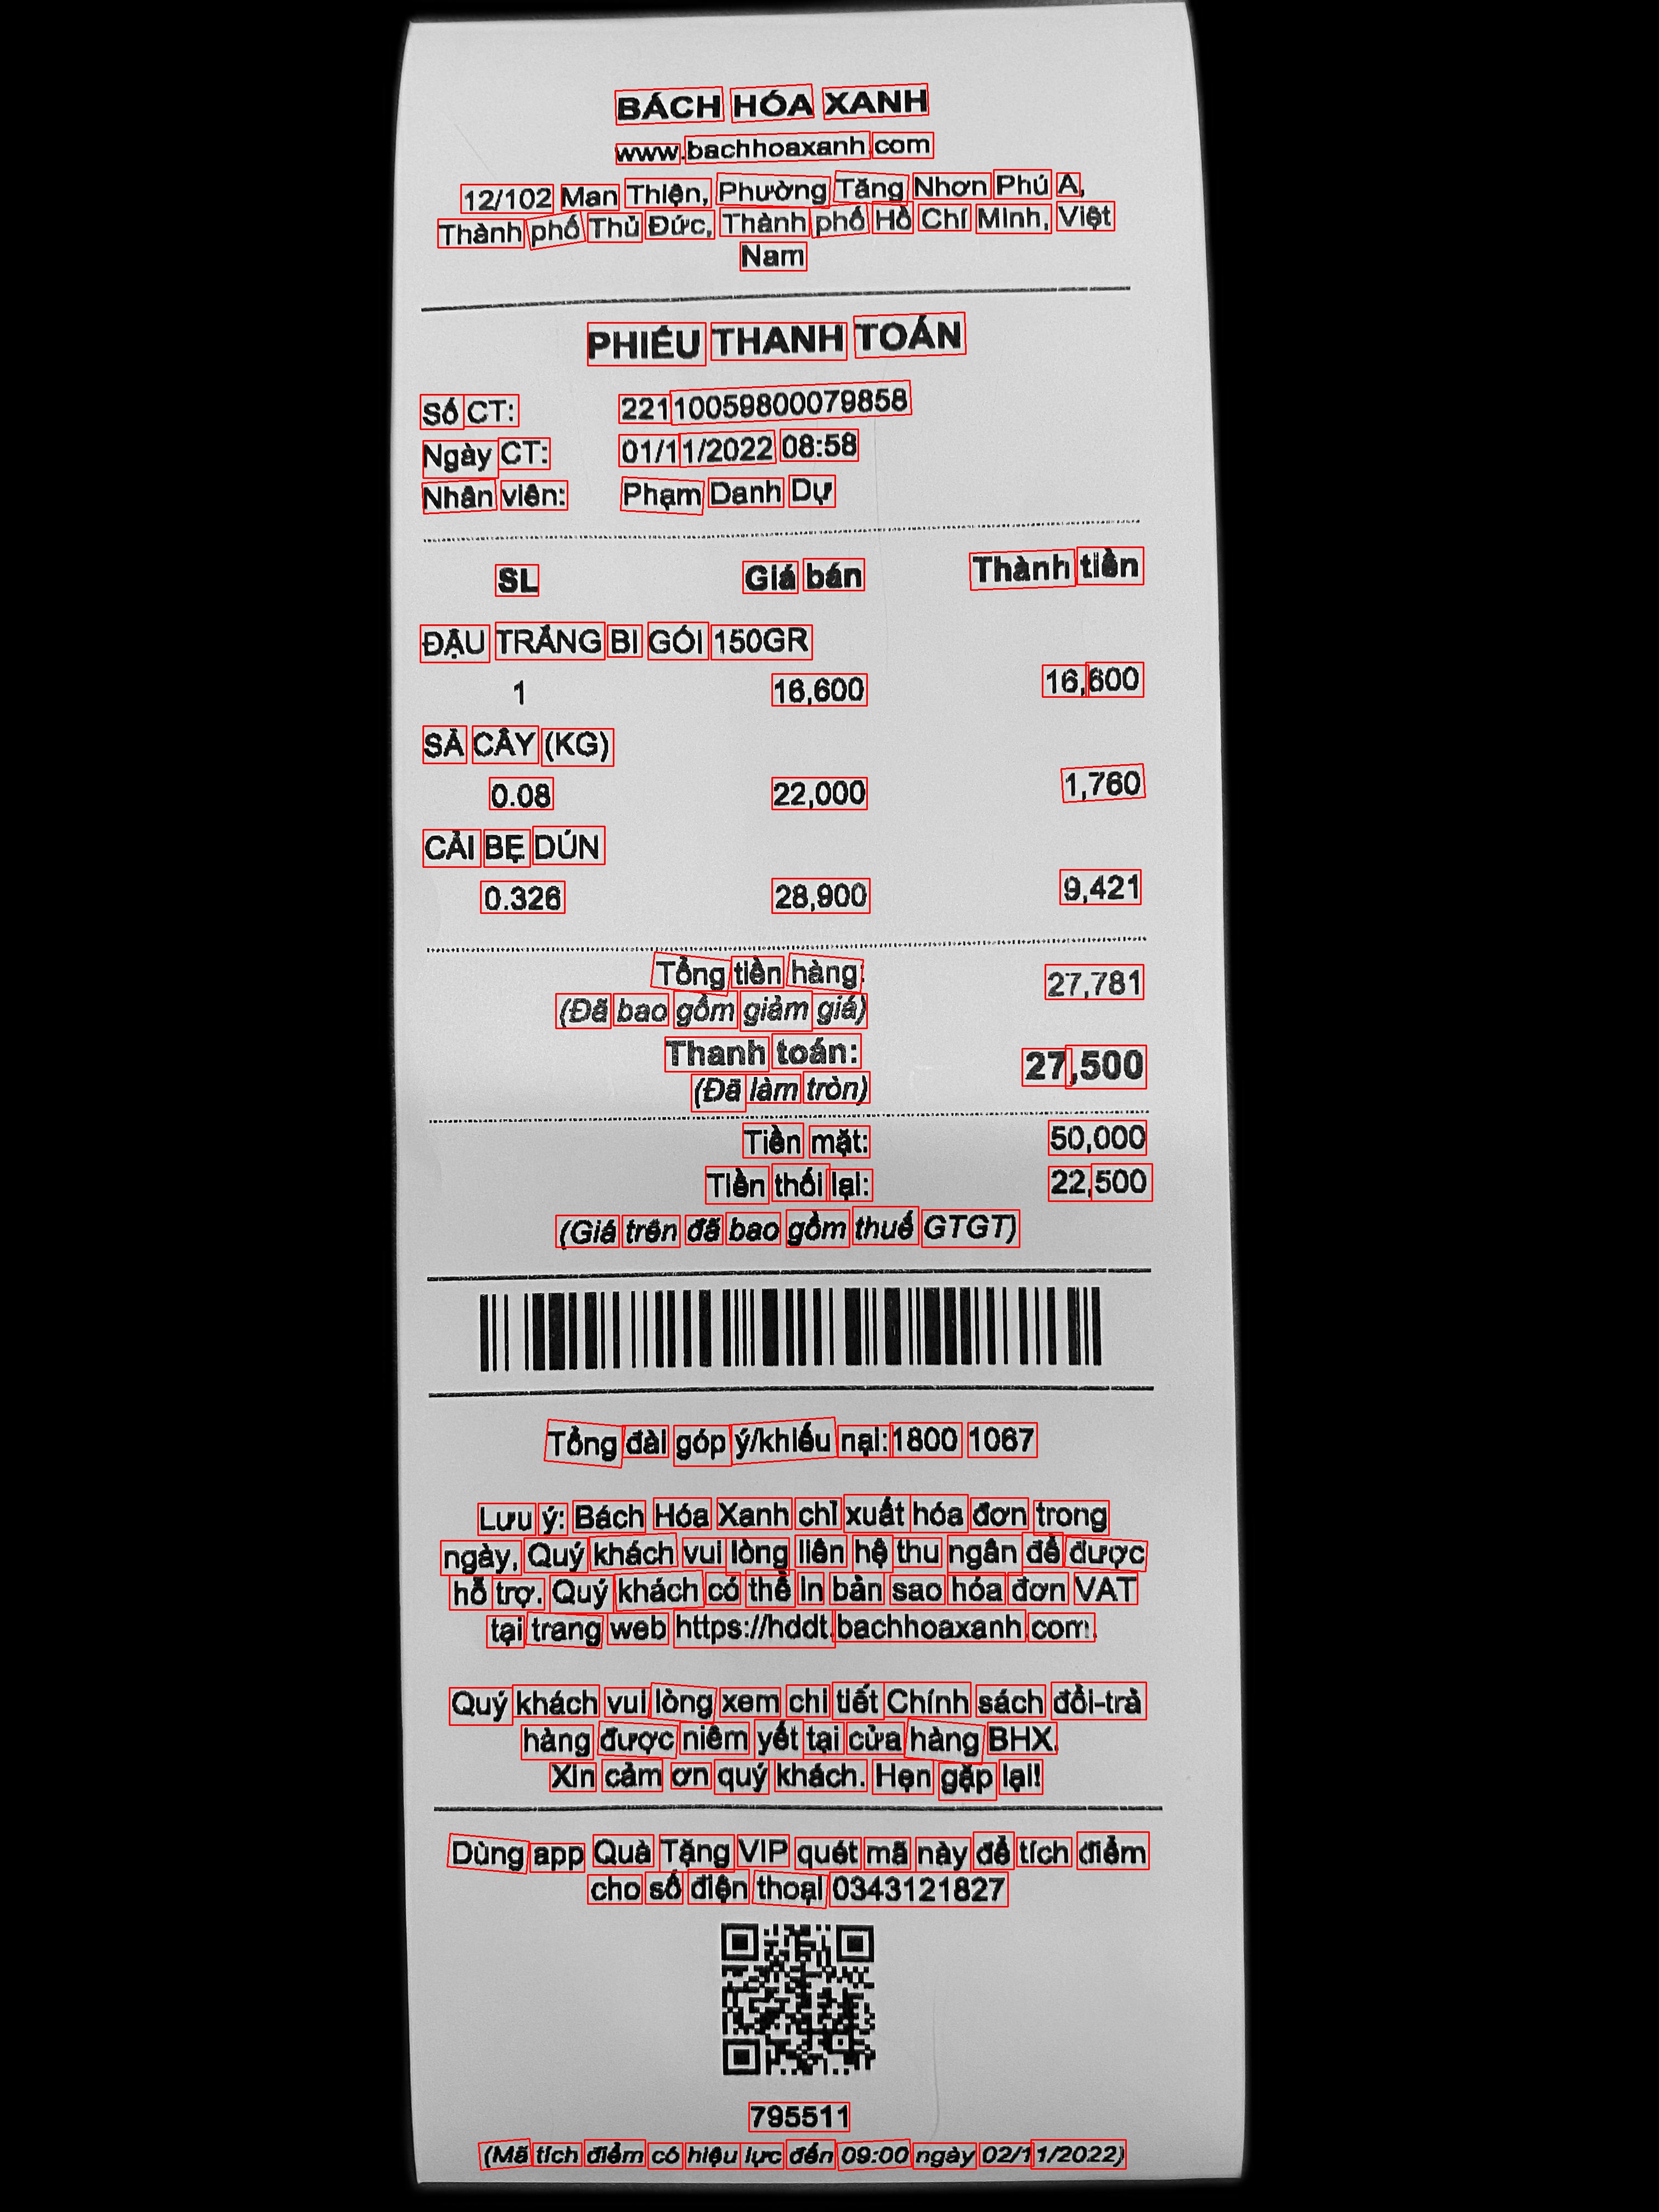 BÁCH HÓA XANH
www.bachhoaxanh.com
12/102 Man Thiện, Phường Tăng Nhơn Phú A,
Thành phố Thủ Đức, Thành phố Hồ Chí Minh, Việt
Nam
PHIẾU THANH TOÁN
Số CT: 22110059800079858
Ngày CT: 01/11/2022 08:58
Nhân viên: Phạm Danh Dự
SL Giá bán Thành tiền
ĐẬU TRẮNG BI GÓI 150GR
1 16,600 16,600
SẢ CÂY (KG)
0.08 22,000 1,760
CẢI BẸ DÚN
0.326 28,900 9,421
Tổng tiền hàng: 27,781
(Đã bao gồm giảm giá)
Thanh toán: 27,500
(Đã làm tròn)
Tiền mặt: 50,000
Tiền thối lại: 22,500
(Giá trên đã bao gồm thuế GTGT)
Tổng đài góp ý/khiếu nại:1800 1067
Lưu ý: Bách Hóa Xanh chỉ xuất hóa đơn trong
ngày, Quý khách vui lòng liên hệ thu ngân để được
hỗ trợ. Quý khách có thể in bản sao hóa đơn VAT
tại trang web https://hddt.bachhoaxanh.com.
Quý khách vui lòng xem chi tiết Chính sách đổi-trả
hàng được niêm yết tại cửa hàng BHX.
Xin cảm ơn quý khách. Hẹn gặp lại!
Dùng app Quà Tặng VIP quét mã này để tích điểm
cho số điện thoại 0343121827
795511
(Mã tích điểm có hiệu lực đến 09:00 ngày 02/11/2022)